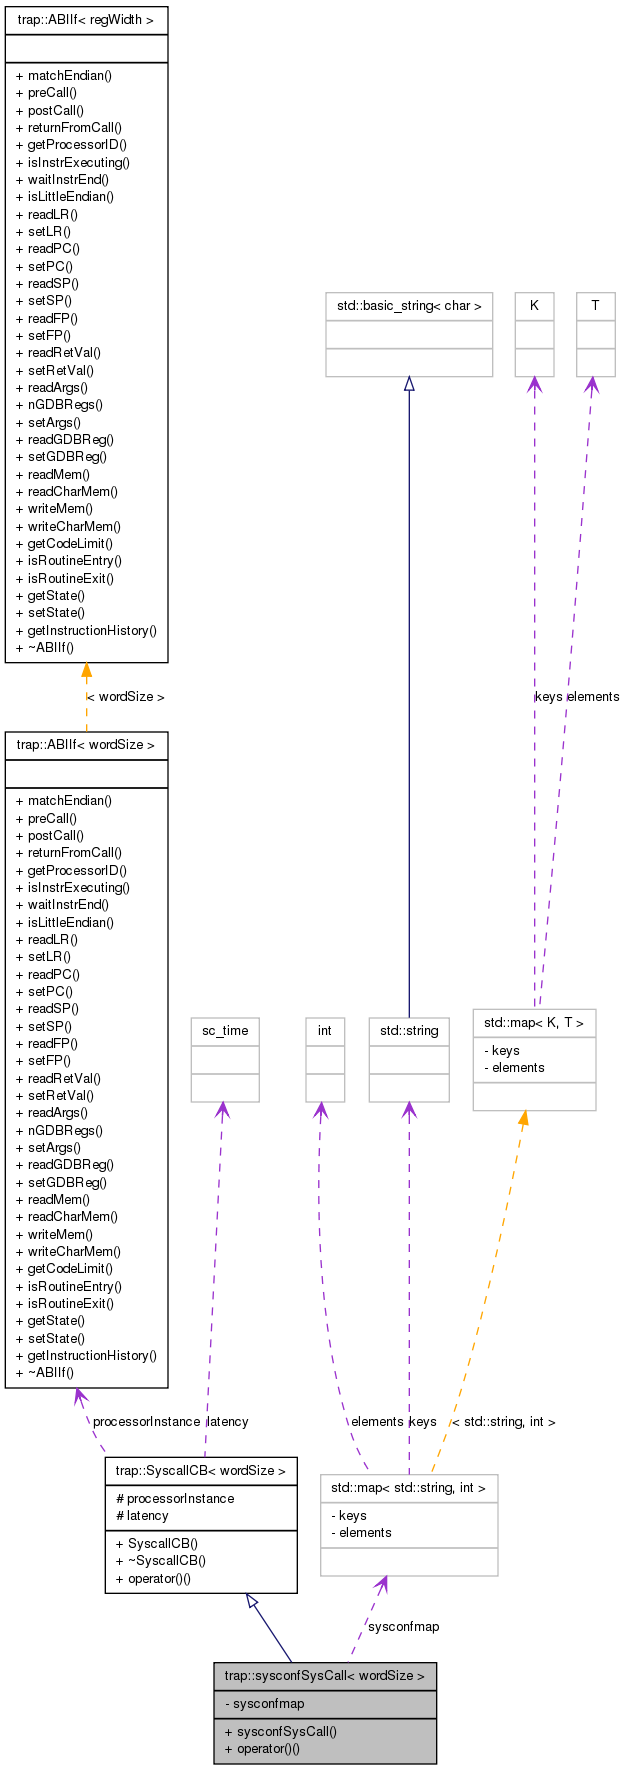 trap::ABIIf< regWidth >
+ matchEndian()
+ preCall()
+ postCall()
+ returnFromCall()
+ getProcessorID()
+ isInstrExecuting()
+ waitInstrEnd()
+ isLittleEndian()
+ readLR()
+ setLR()
+ readPC()
+ setPC()
+ readSP()
+ setSP()
+ readFP()
+ setFP()
+ readRetVal()
+ setRetVal()
+ readArgs()
+ nGDBRegs()
+ setArgs()
+ readGDBReg()
+ setGDBReg()
+ readMem()
+ readCharMem()
+ writeMem()
+ writeCharMem()
+ getCodeLimit()
+ isRoutineEntry()
+ isRoutineExit()
+ getState()
+ setState()
+ getInstructionHistory()
+ ~ABIIf()
std::basic_string< char >
K
T
< wordSize >
keys elements
trap::ABIIf< wordSize >
+ matchEndian()
+ preCall()
+ postCall()
+ returnFromCall()
+ getProcessorID()
+ isInstrExecuting()
+ waitInstrEnd()
+ isLittleEndian()
+ readLR()
+ setLR()
+ readPC()
+ setPC()
+ readSP()
+ setSP()
+ readFP()
+ setFP()
+ readRetVal()
+ setRetVal()
+ readArgs()
+ nGDBRegs()
+ setArgs()
+ readGDBReg()
+ setGDBReg()
+ readMem()
+ readCharMem()
+ writeMem()
+ writeCharMem()
+ getCodeLimit()
+ isRoutineEntry()
+ isRoutineExit()
+ getState()
+ setState()
+ getInstructionHistory()
+ ~ABIIf()
sc_time
int
std::string
std::map< K, T >
- keys
- elements
processorInstance latency
elements keys
< std::string, int >
trap::SyscallCB< wordSize >
# processorInstance
# latency
+ SyscallCB()
+ ~SyscallCB()
+ operator()()
std::map< std::string, int >
- keys
- elements
sysconfmap
trap::sysconfSysCall< wordSize >
- sysconfmap
+ sysconfSysCall()
+ operator()()